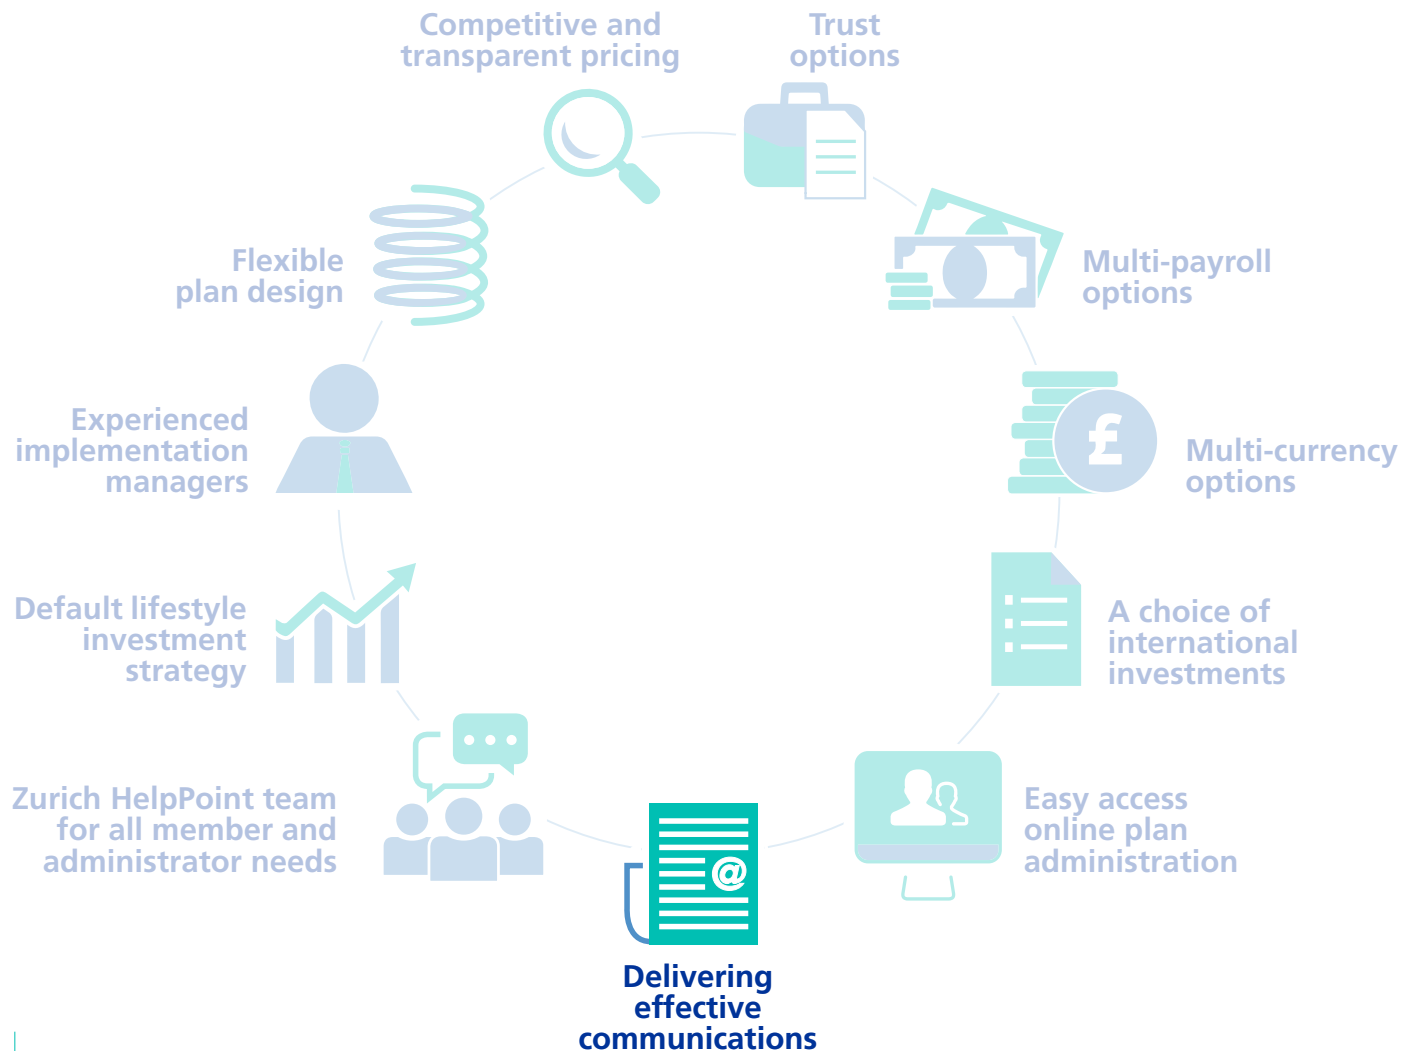 Competitive and
transparent pricing
Trust
options
Flexible
plan design
Multi-payroll
options
Experienced
implementation
managers
£
Multi-currency
options
Default lifestyle
investment
strategy
A choice of
international
investments
Zurich HelpPoint team
for all member and
administrator needs
Easy access
online plan
administration
@
Delivering
effective
communications